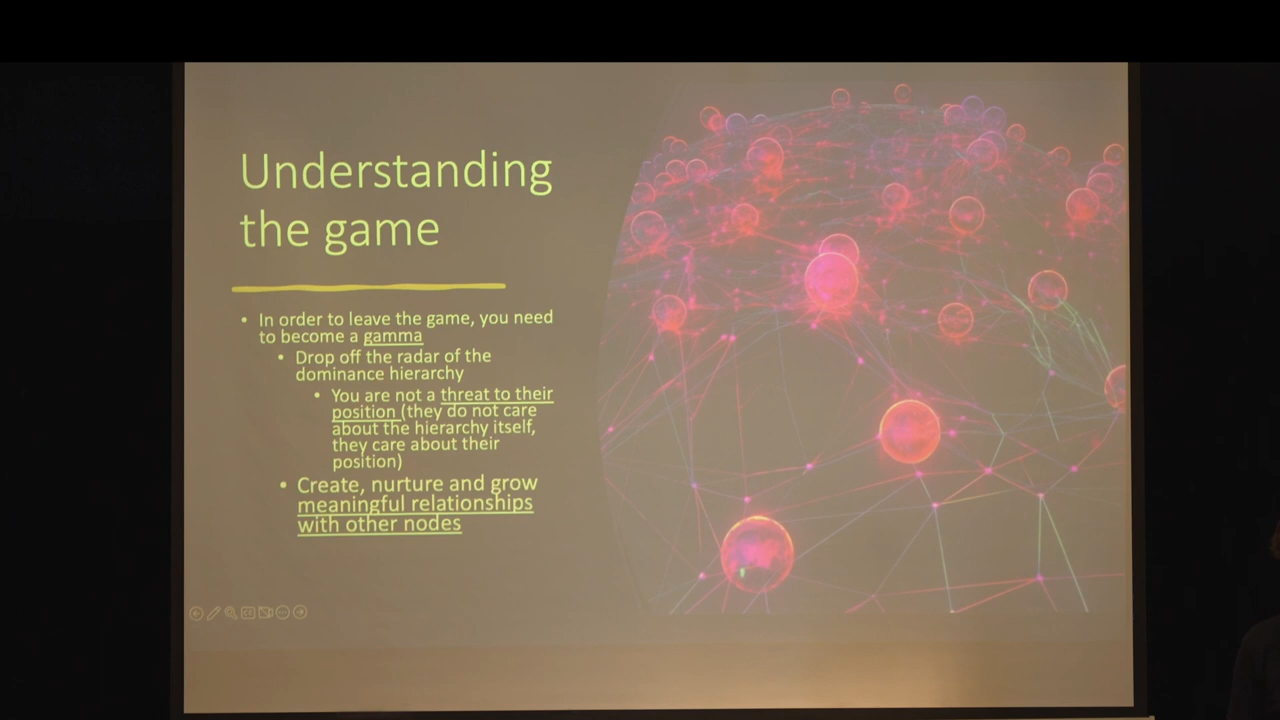 Understanding
the game
• In order to leave the game, you need
to become a gamma
• Drop off the radar of the
dominance hierarchy
• You are not a threat to their
position (they do not care
about the hierarchy itself,
they care about their
position)
• Create, nurture and grow
meaningful relationships
with other nodes